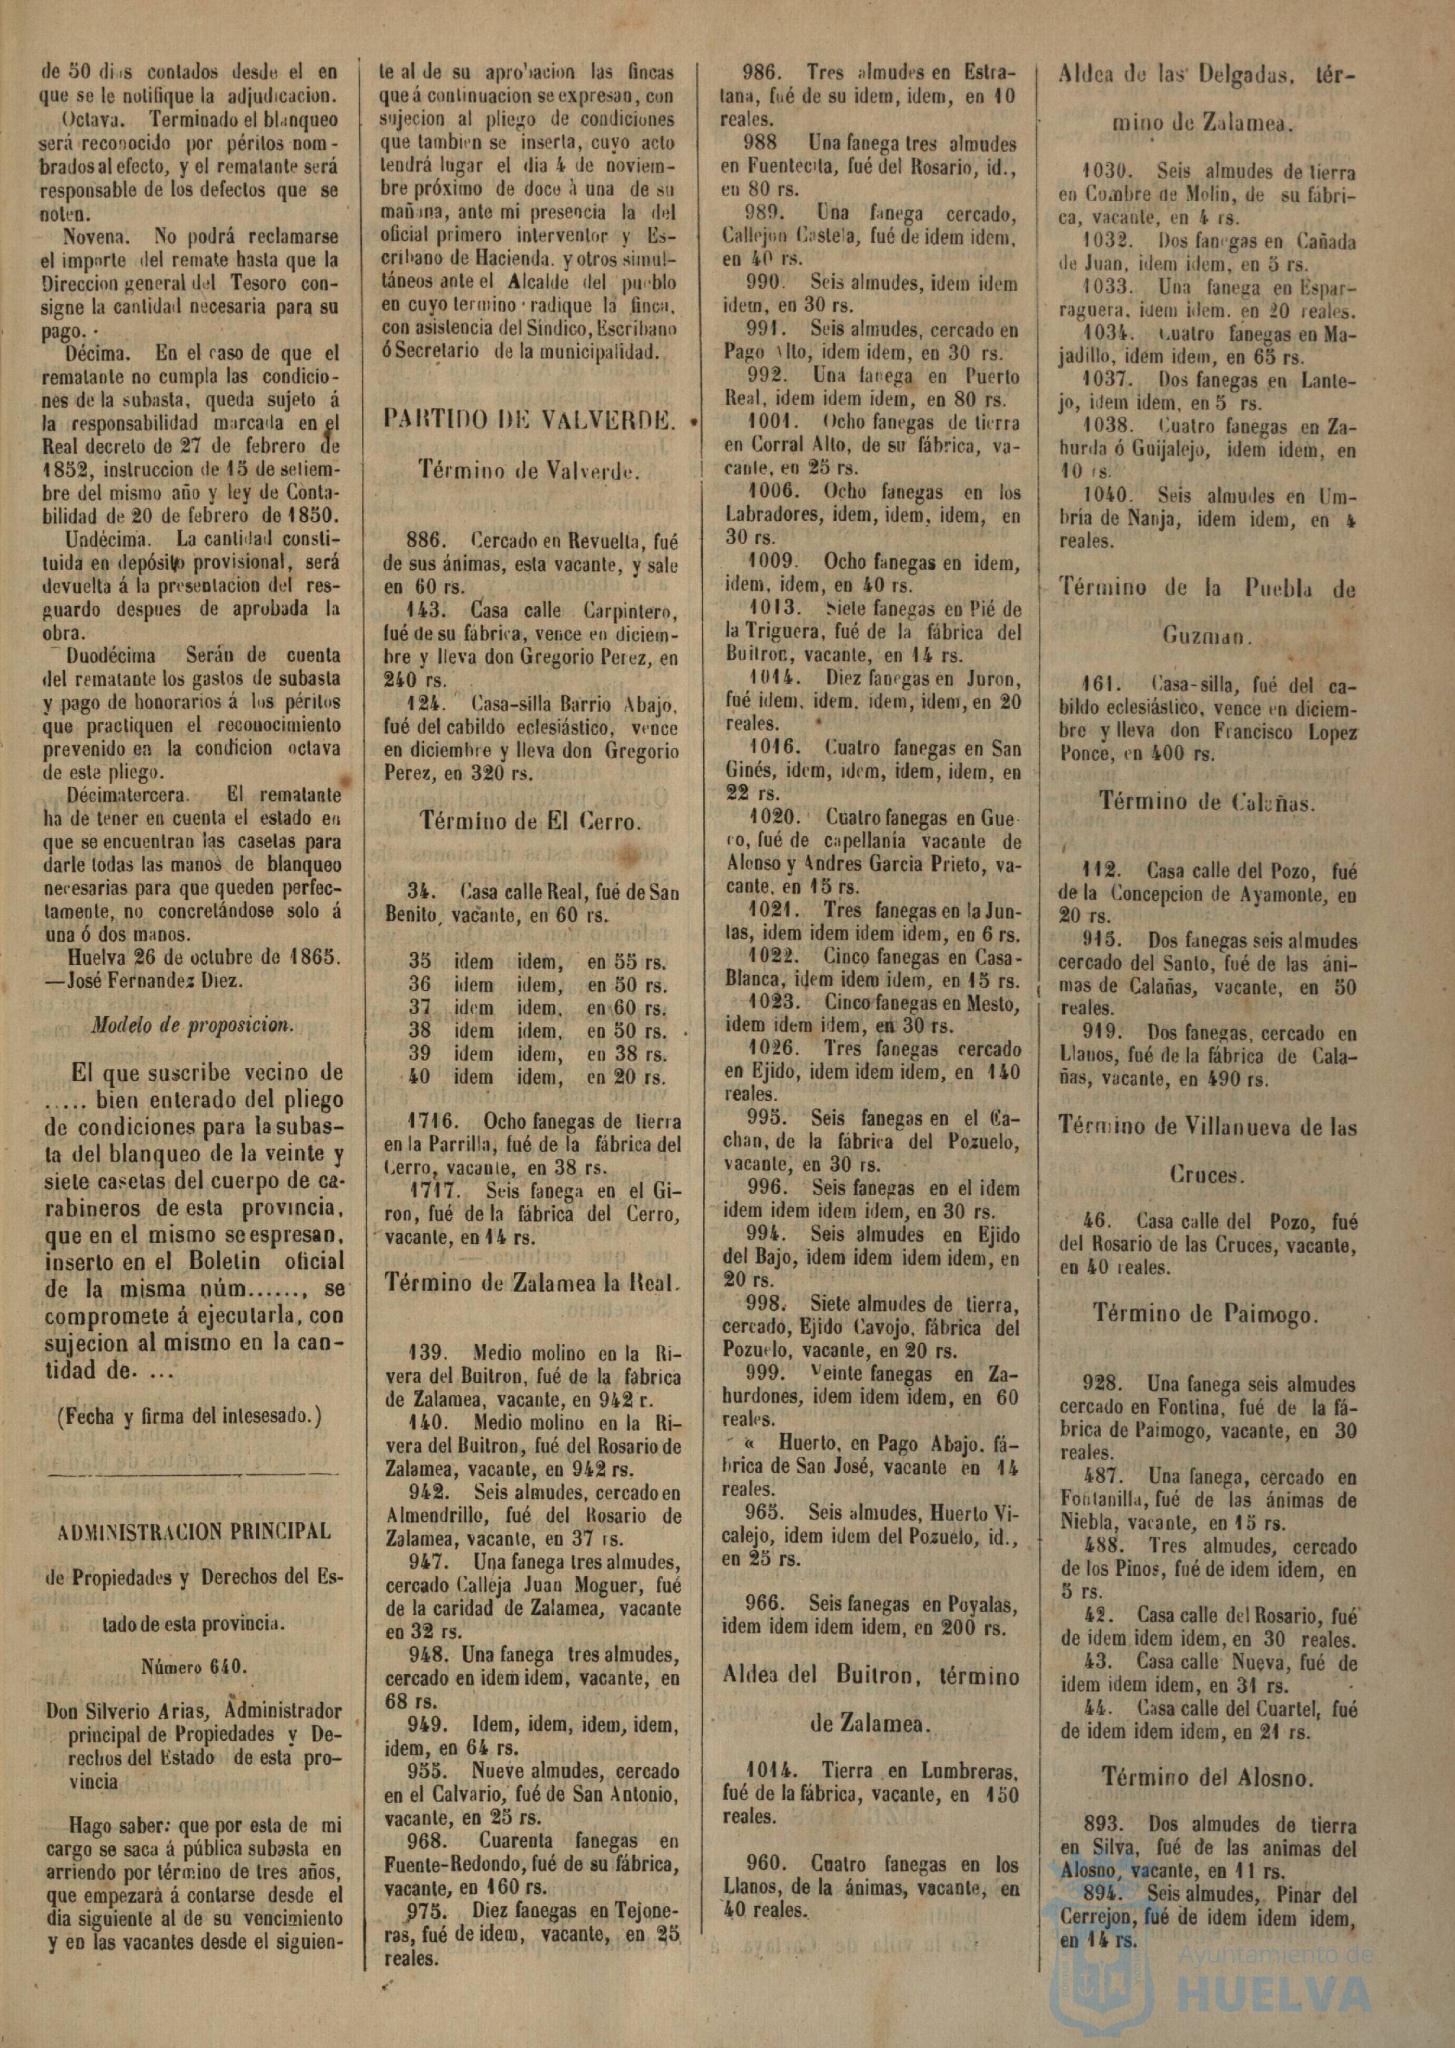 de 50 dias contados desde el en
que se le notifique la adjudicacion.
Octava. Terminado el blanqueo
será reconocido por péritos nom-
brados al efecto, y el rematante será
responsable de los defectos que se
noten.
Novena. No podrá reclamarse
el importe del remate hasta que la
Direccion general del Tesoro con-
signe la cantidad necesaria para su
pago.
Décima. En el caso de que el
rematante no cumpla las condicio-
nes de la subasta, queda sujeto á
la responsabilidad marcada en el
Real decreto de 27 de febrero de
1852, instruccion de 15 de setiem-
bre del mismo año y ley de Conta-
bilidad de 20 de febrero de 1850.
Undécima. La cantidad consti-
tuida en depósito provisional, será
devuelta á la presentacion del res-
guardo despues de aprobada la
obra.
Duodécima Serán de cuenta
del rematante los gastos de subasta
y pago de honorarios á los péritos
que practiquen el reconocimiento
prevenido en la condicion octava
de este pliego.
Décimatercera. El rematante
ha de tener en cuenta el estado en
que se encuentran las casetas para
darle todas las manos de blanqueo
necesarias para que queden perfec-
tamente, no concretándose solo á
una ó dos manos.
Huelva 26 de octubre de 1865.
—José Fernandez Diez.
Modelo de proposicion.
El que suscribe vecino de
..... bien enterado del pliego
de condiciones para la subas-
ta del blanqueo de la veinte y
siete casetas del cuerpo de ca-
rabineros de esta provincia,
que en el mismo se espresan,
inserto en el Boletin oficial
de la misma núm......, se
compromete á ejecutarla, con
sujecion al mismo en la can-
tidad de. ...
(Fecha y firma del intesesado.)
ADMINISTRACION PRINCIPAL
de Propiedades y Derechos del Es-
tado de esta provincia.
Número 640.
Don Silverio Arias, Administrador
principal de Propiedades y De-
rechos del Estado de esta pro-
vincia
Hago saber: que por esta de mi
cargo se saca á pública subasta en
arriendo por término de tres años,
que empezará á contarse desde el
dia siguiente al de su vencimiento
y en las vacantes desde el siguien-
te al de su aprobacion las fincas
que á continuacion se expresan, con
sujecion al pliego de condiciones
que tambien se inserta, cuyo acto
tendrá lugar el dia 4 de noviem-
bre próximo de doce à una de su
mañana, ante mi presencia la del
oficial primero interventor y Es-
cribano de Hacienda. y otros simul-
táneos ante el Alcalde del pueblo
en cuyo termino radique la finca,
con asistencia del Sindico, Escribano
ó Secretario de la municipalidad.
PARTIDO DE VALVERDE.
Término de Valverde.
886. Cercado en Revuelta, fué
de sus ánimas, esta vacante, y sale
en 60 rs.
143. Casa calle Carpintero,
fué de su fábrica, vence en diciem-
bre y lleva don Gregorio Perez, en
240 rs.
124. Casa-silla Barrio Abajo,
fué del cabildo eclesiástico, vence
en diciembre y lleva don Gregorio
Perez, en 320 rs.
Término de El Cerro.
34. Casa calle Real, fué de San
Benito, vacante, en 60 rs.
35 idem idem, en 55 rs.
36 idem idem, en 50 rs.
37 idem idem, en 60 rs.
38 idem idem, en 50 rs.
39 idem idem, en 38 rs.
40 idem idem, en 20 rs.
1716. Ocho fanegas de tierra
en la Parrilla, fué de la fábrica del
Cerro, vacante, en 38 rs.
1717. Seis fanega en el Gi-
ron, fué de la fábrica del Cerro,
vacante, en 14 rs.
Término de Zalamea la Real.
139. Medio molino en la Ri-
vera del Buitron, fué de la fábrica
de Zalamea, vacante, en 942 r.
140. Medio molino en la Ri-
vera del Buitron, fué del Rosario de
Zalamea, vacante, en 942 rs.
942. Seis almudes, cercado en
Almendrillo, fué del Rosario de
Zalamea, vacante, en 37 rs.
947. Una fanega tres almudes,
cercado Calleja Juan Moguer, fué
de la caridad de Zalamea, vacante
en 32 rs.
948. Una fanega tres almudes,
cercado en idem idem, vacante, en
68 rs.
949. Idem, idem, idem, idem,
idem, en 64 rs.
955. Nueve almudes, cercado
en el Calvario, fué de San Antonio,
vacante, en 25 rs.
968. Cuarenta fanegas en
Fuente-Redondo, fué de su fábrica,
vacante, en 160 rs.
975. Diez fanegas en Tejone-
ras, fué de idem, vacante, en 25
reales.
986. Tres almudes en Estra-
tana, fué de su idem, idem, en 10
reales.
988 Una fanega tres almudes
en Fuentecita, fué del Rosario, id.,
en 80 rs.
989. Una fanega cercado,
Callejon Castela, fué de idem idem,
en 40 rs.
990. Seis almudes, idem idem
idem, en 30 rs.
991. Seis almudes, cercado en
Pago Alto, idem idem, en 30 rs.
992. Una fanega en Puerto
Real, idem idem idem, en 80 rs.
1001. Ocho fanegas de tierra
en Corral Alto, de su fábrica, va-
cante, en 25 rs.
1006. Ocho fanegas en los
Labradores, idem, idem, idem, en
30 rs.
1009. Ocho fanegas en idem,
idem, idem, en 40 rs.
1013. Siete fanegas en Pié de
la Triguera, fué de la fábrica del
Buitron, vacante, en 14 rs.
1014. Diez fanegas en Juron,
fué idem, idem, idem, idem, en 20
reales.
1016. Cuatro fanegas en San
Ginés, idem, idem, idem, idem, en
22 rs.
1020. Cuatro fanegas en Gue-
ro, fué de capellanía vacante de
Alonso y Andres Garcia Prieto, va-
cante, en 15 rs.
1021. Tres fanegas en la Jun-
tas, idem idem idem idem, en 6 rs.
1022. Cinco fanegas en Casa-
Blanca, idem idem idem, en 15 rs.
1023. Cinco fanegas en Mesto,
idem idem idem, en 30 rs.
1026. Tres fanegas cercado
en Ejido, idem idem idem, en 140
reales.
995. Seis fanegas en el Ca-
chan, de la fábrica del Pozuelo,
vacante, en 30 rs.
996. Seis fanegas en el idem
idem idem idem idem, en 30 rs.
994. Seis almudes en Ejido
del Bajo, idem idem idem idem, en
20 rs.
998. Siete almudes de tierra,
cercado, Ejido Cavojo, fábrica del
Pozuelo, vacante, en 20 rs.
999. Veinte fanegas en Za-
hurdones, idem idem idem, en 60
reales.
« Huerto, en Pago Abajo. fá-
brica de San José, vacante en 14
reales.
965. Seis almudes, Huerto Vi-
calejo, idem idem del Pozuelo, id.,
en 25 rs.
966. Seis fanegas en Poyalas,
idem idem idem idem, en 200 rs.
Aldea del Buitron, término
de Zalamea.
1014. Tierra en Lumbreras,
fué de la fábrica, vacante, en 150
reales.
960. Cuatro fanegas en los
Llanos, de la ánimas, vacante, en
40 reales.
Aldea de las Delgadas, tér-
mino de Zalamea.
1030. Seis almudes de tierra
en Combre de Molin, de su fábri-
ca, vacante, en 4 rs.
1032. Dos fanegas en Cañada
de Juan, idem idem, en 5 rs.
1033. Una fanega en Espar-
raguera, idem idem. en 20 reales.
1034. Cuatro fanegas en Ma-
jadillo, idem idem, en 65 rs.
1037. Dos fanegas en Lante-
jo, idem idem, en 5 rs.
1038. Cuatro fanegas en Za-
hurda ó Guijalejo, idem idem, en
10 rs.
1040. Seis almudes en Um-
bría de Nanja, idem idem, en 4
reales.
Término de la Puebla de
Guzman.
161. Casa-silla, fué del ca-
bildo eclesiástico, vence en diciem-
bre y lleva don Francisco Lopez
Ponce, en 400 rs.
Término de Calañas.
112. Casa calle del Pozo, fué
de la Concepcion de Ayamonte, en
20 rs.
915. Dos fanegas seis almudes
cercado del Santo, fué de las áni-
mas de Calañas, vacante, en 50
reales.
919. Dos fanegas, cercado en
Llanos, fué de la fábrica de Cala-
ñas, vacante, en 490 rs.
Término de Villanueva de las
Cruces.
46. Casa calle del Pozo, fué
del Rosario de las Cruces, vacante,
en 40 reales.
Término de Paimogo.
928. Una fanega seis almudes
cercado en Fontina, fué de la fá-
brica de Paimogo, vacante, en 30
reales.
487. Una fanega, cercado en
Fontanilla, fué de las ánimas de
Niebla, vacante, en 15 rs.
488. Tres almudes, cercado
de los Pinos, fué de idem idem, en
5 rs.
42. Casa calle del Rosario, fué
de idem idem idem, en 30 reales.
43. Casa calle Nueva, fué de
idem idem idem, en 31 rs.
44. Casa calle del Cuartel, fué
de idem idem idem, en 21 rs.
Término del Alosno.
893. Dos almudes de tierra
en Silva, fué de las animas del
Alosno, vacante, en 11 rs.
894. Seis almudes, Pinar del
Cerrejon, fué de idem idem idem,
en 14 rs.
Ayuntamiento de
HUELVA